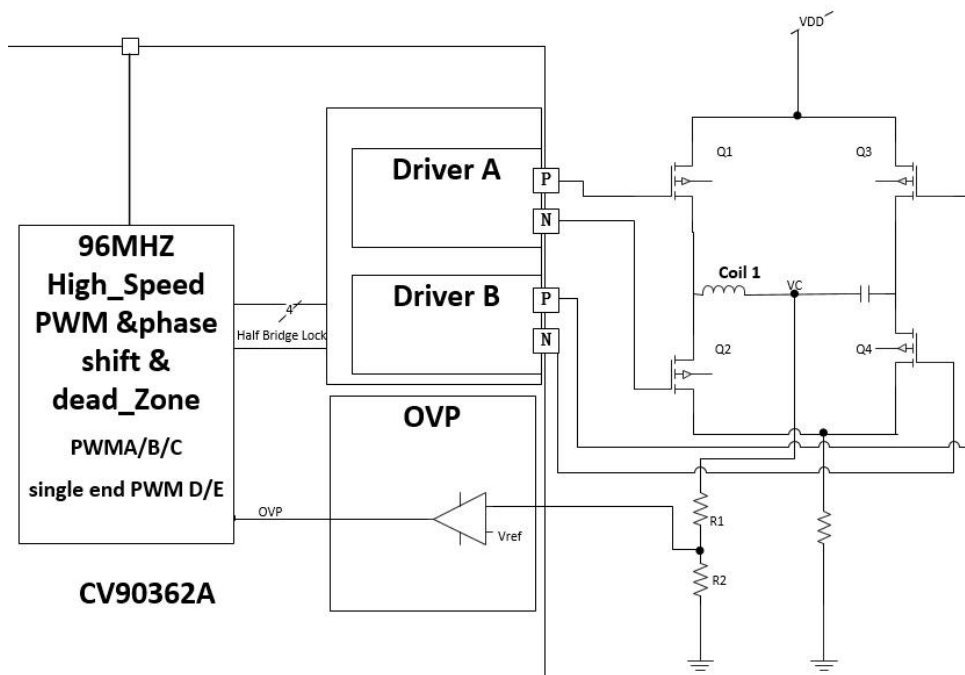 VDD
Driver A
P
N
Q1
Q3
96MHZ
High_Speed
PWM &phase
shift &
dead_Zone
PWMA/B/C
single end PWM D/E
4
Half Bridge Lock
Driver B
P
N
Coil 1
VC
Q2
Q4
OVP
OVP
Vref
R1
R2
CV90362A